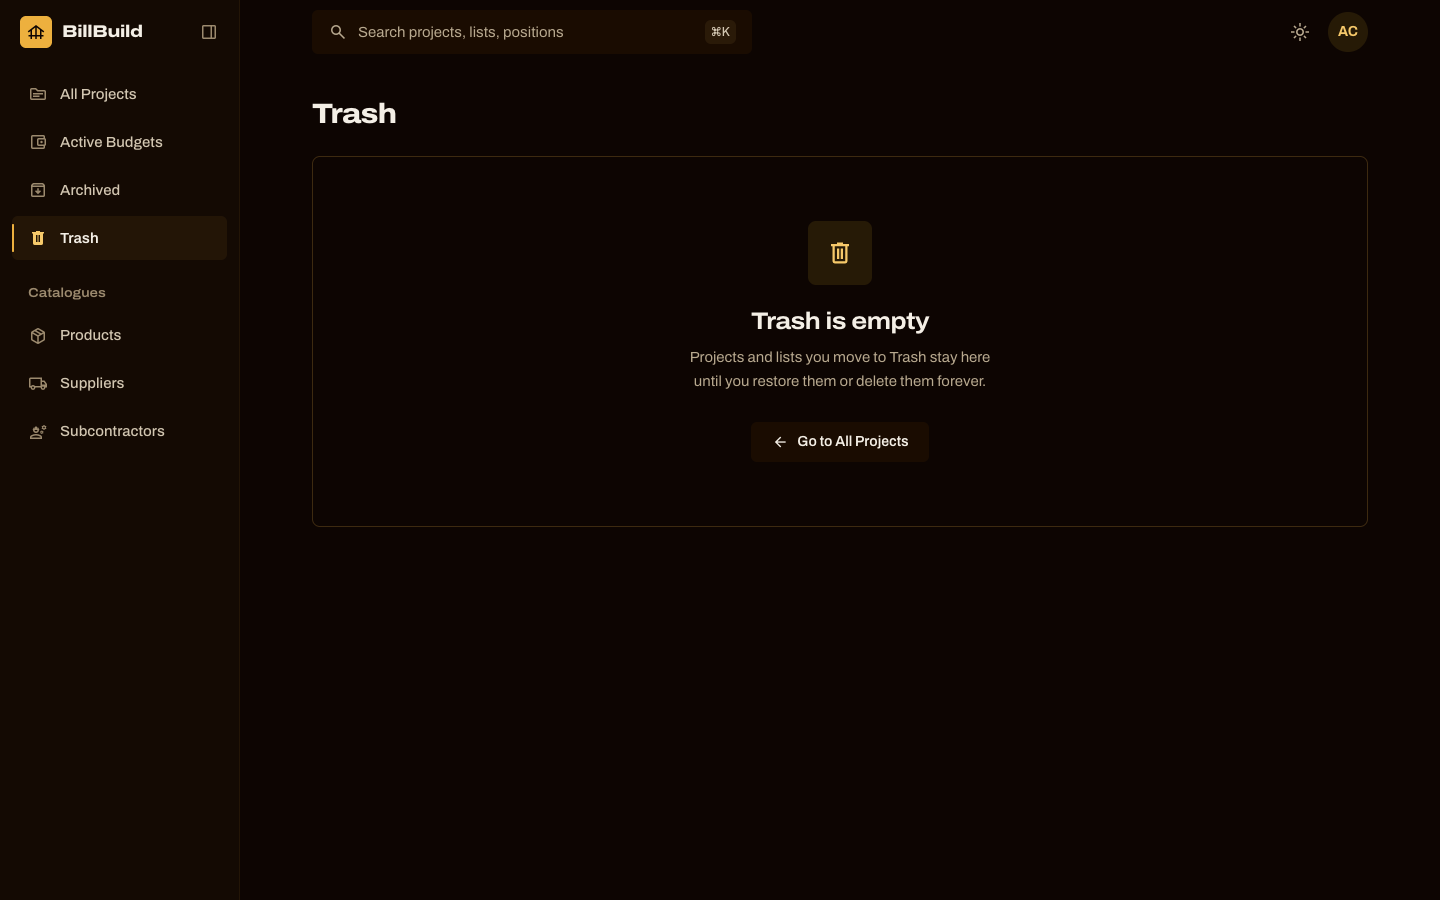 BillBuild
Search projects, lists, positions
⌘K
AC
All Projects
Active Budgets
Archived
Trash
Catalogues
Products
Suppliers
Subcontractors
Trash
Trash is empty
Projects and lists you move to Trash stay here
until you restore them or delete them forever.
Go to All Projects